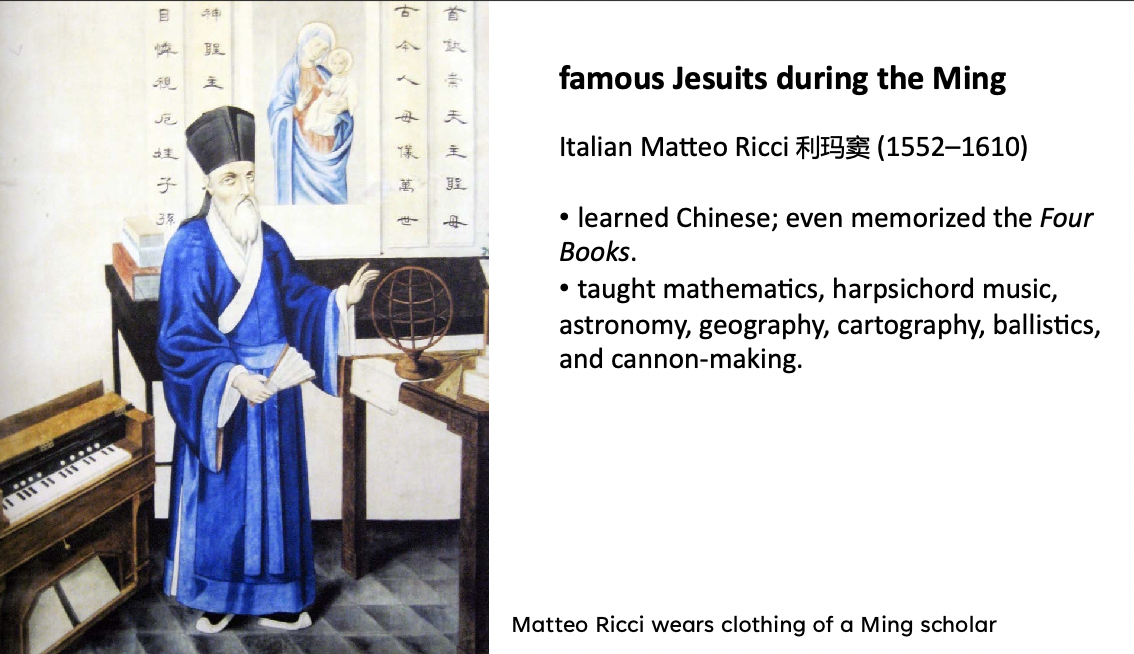 首欽崇天主聖母
古今人母儀萬世
神聖主
目憐視厄娃子孫
famous Jesuits during the Ming
Italian Matteo Ricci 利玛窦 (1552–1610)
• learned Chinese; even memorized the Four
Books.
• taught mathematics, harpsichord music,
astronomy, geography, cartography, ballistics,
and cannon-making.
Matteo Ricci wears clothing of a Ming scholar